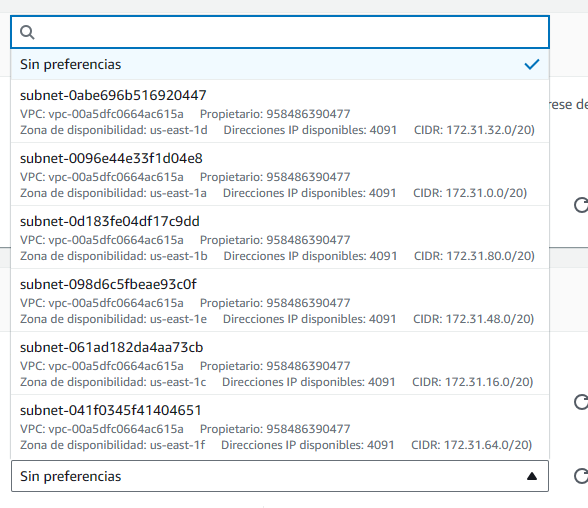 Sin preferencias
subnet-0abe696b516920447
VPC: vpc-00a5dfc0664ac615a Propietario: 958486390477
Zona de disponibilidad: us-east-1d Direcciones IP disponibles: 4091 CIDR: 172.31.32.0/20)
rese de
subnet-0096e44e33f1d04e8
VPC: vpc-00a5dfc0664ac615a Propietario: 958486390477
Zona de disponibilidad: us-east-1a Direcciones IP disponibles: 4091 CIDR: 172.31.0.0/20)
subnet-0d183fe04df17c9dd
VPC: vpc-00a5dfc0664ac615a Propietario: 958486390477
Zona de disponibilidad: us-east-1b Direcciones IP disponibles: 4091 CIDR: 172.31.80.0/20)
subnet-098d6c5fbeae93c0f
VPC: vpc-00a5dfc0664ac615a Propietario: 958486390477
Zona de disponibilidad: us-east-1e Direcciones IP disponibles: 4091 CIDR: 172.31.48.0/20)
subnet-061ad182da4aa73cb
VPC: vpc-00a5dfc0664ac615a Propietario: 958486390477
Zona de disponibilidad: us-east-1c Direcciones IP disponibles: 4091 CIDR: 172.31.16.0/20)
subnet-041f0345f41404651
VPC: vpc-00a5dfc0664ac615a Propietario: 958486390477
Zona de disponibilidad: us-east-1f Direcciones IP disponibles: 4091 CIDR: 172.31.64.0/20)
Sin preferencias